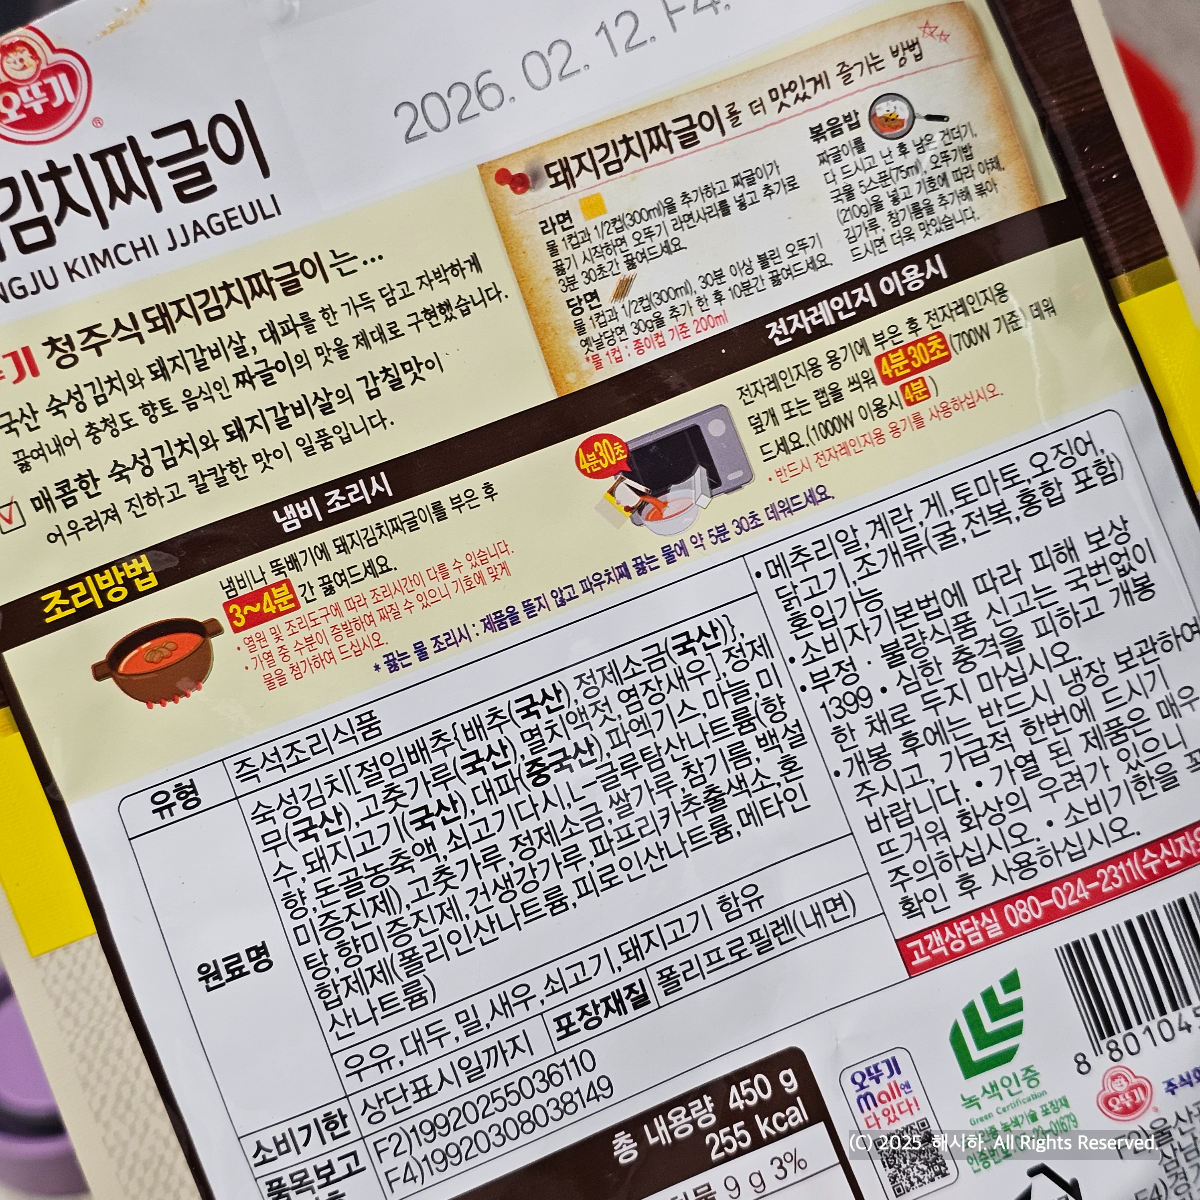 오뚜기
®
2026. 02. 12. F4.
김치짜글이
NGJU KIMCHI JJAGEULI
청주식 돼지김치짜글이는...
국산 숙성김치와 돼지갈비살, 대파를 한 가득 담고 자박하게
끓여내어 충청도 향토 음식인 짜글이의 맛을 제대로 구현했습니다.
매콤한 숙성김치와 돼지갈비살의 감칠맛이
어우러져 진하고 칼칼한 맛이 일품입니다.
돼지김치짜글이를 더 맛있게 즐기는 방법
라면
물 1컵과 1/2컵(300ml)을 추가하고 짜글이가
끓기 시작하면 오뚜기 라면사리를 넣고 추가로
3분 30초간 끓여드세요.
당면
물 1컵과 1/2컵(300ml), 30분 이상 불린 오뚜기
옛날당면 30g을 추가 한 후 10분간 끓여드세요.
*물 1컵 : 종이컵 기준 200ml
볶음밥
짜글이를
다 드시고 난 후 남은 건더기,
국물 5스푼(75ml), 오뚜기밥
(210g)을 넣고 기호에 따라 야채,
김가루, 참기름을 추가해 볶아
드시면 더욱 맛있습니다.
조리방법
냄비 조리시
냄비나 뚝배기에 돼지김치짜글이를 부은 후
3~4분 간 끓여드세요.
• 열원 및 조리도구에 따라 조리시간이 다를 수 있습니다.
• 가열 중 수분이 증발하여 짜질 수 있으니 기호에 맞게
물을 첨가하여 드십시오.
전자레인지 이용시
4분30초
전자레인지용 용기에 부은 후 전자레인지용
덮개 또는 랩을 씌워 4분30초(700W 기준) 데워
드세요.(1000W 이용시 4분)
• 반드시 전자레인지용 용기를 사용하십시오.
* 끓는 물 조리시 : 제품을 뜯지 않고 파우치째 끓는 물에 약 5분 30초 데워드세요.
유형
즉석조리식품
원료명
숙성김치[절임배추{배추(국산),정제소금(국산)},
무(국산),고춧가루(국산),멸치액젓,염장새우],정제
수,돼지고기(국산),대파(중국산),파엑기스,마늘,미
향,돈골농축액,쇠고기다시,L-글루탐산나트륨(향
미증진제),고춧가루,정제소금,쌀가루,참기름,백설
탕,향미증진제,건생강가루,파프리카추출색소,혼
합제제(폴리인산나트륨,피로인산나트륨,메타인
산나트륨)
우유,대두,밀,새우,쇠고기,돼지고기 함유
소비기한
상단표시일까지
포장재질
폴리프로필렌(내면)
품목보고
F2)19920255036110
F4)19920308038149
• 메추리알,계란,게,토마토,오징어,
닭고기,조개류(굴,전복,홍합 포함)
혼입가능
• 소비자기본법에 따라 피해 보상
• 부정 · 불량식품 신고는 국번없이
1399 • 심한 충격을 피하고 개봉
한 채로 두지 마십시오.
• 개봉 후에는 반드시 냉장 보관하여
주시고, 가급적 한번에 드시기
바랍니다. • 가열 된 제품은 매우
뜨거워 화상의 우려가 있으니
주의하십시오. • 소비기한을 꼭
확인 후 사용하십시오.
고객상담실 080-024-2311(수신자
총 내용량 450 g
255 kcal
9 g 3%
오뚜기
mall에
다 있다!
녹색인증
Green Certification
녹색기술 포장재
8 80104
오뚜기
(C) 2025. 해시하. All Rights Reserved.